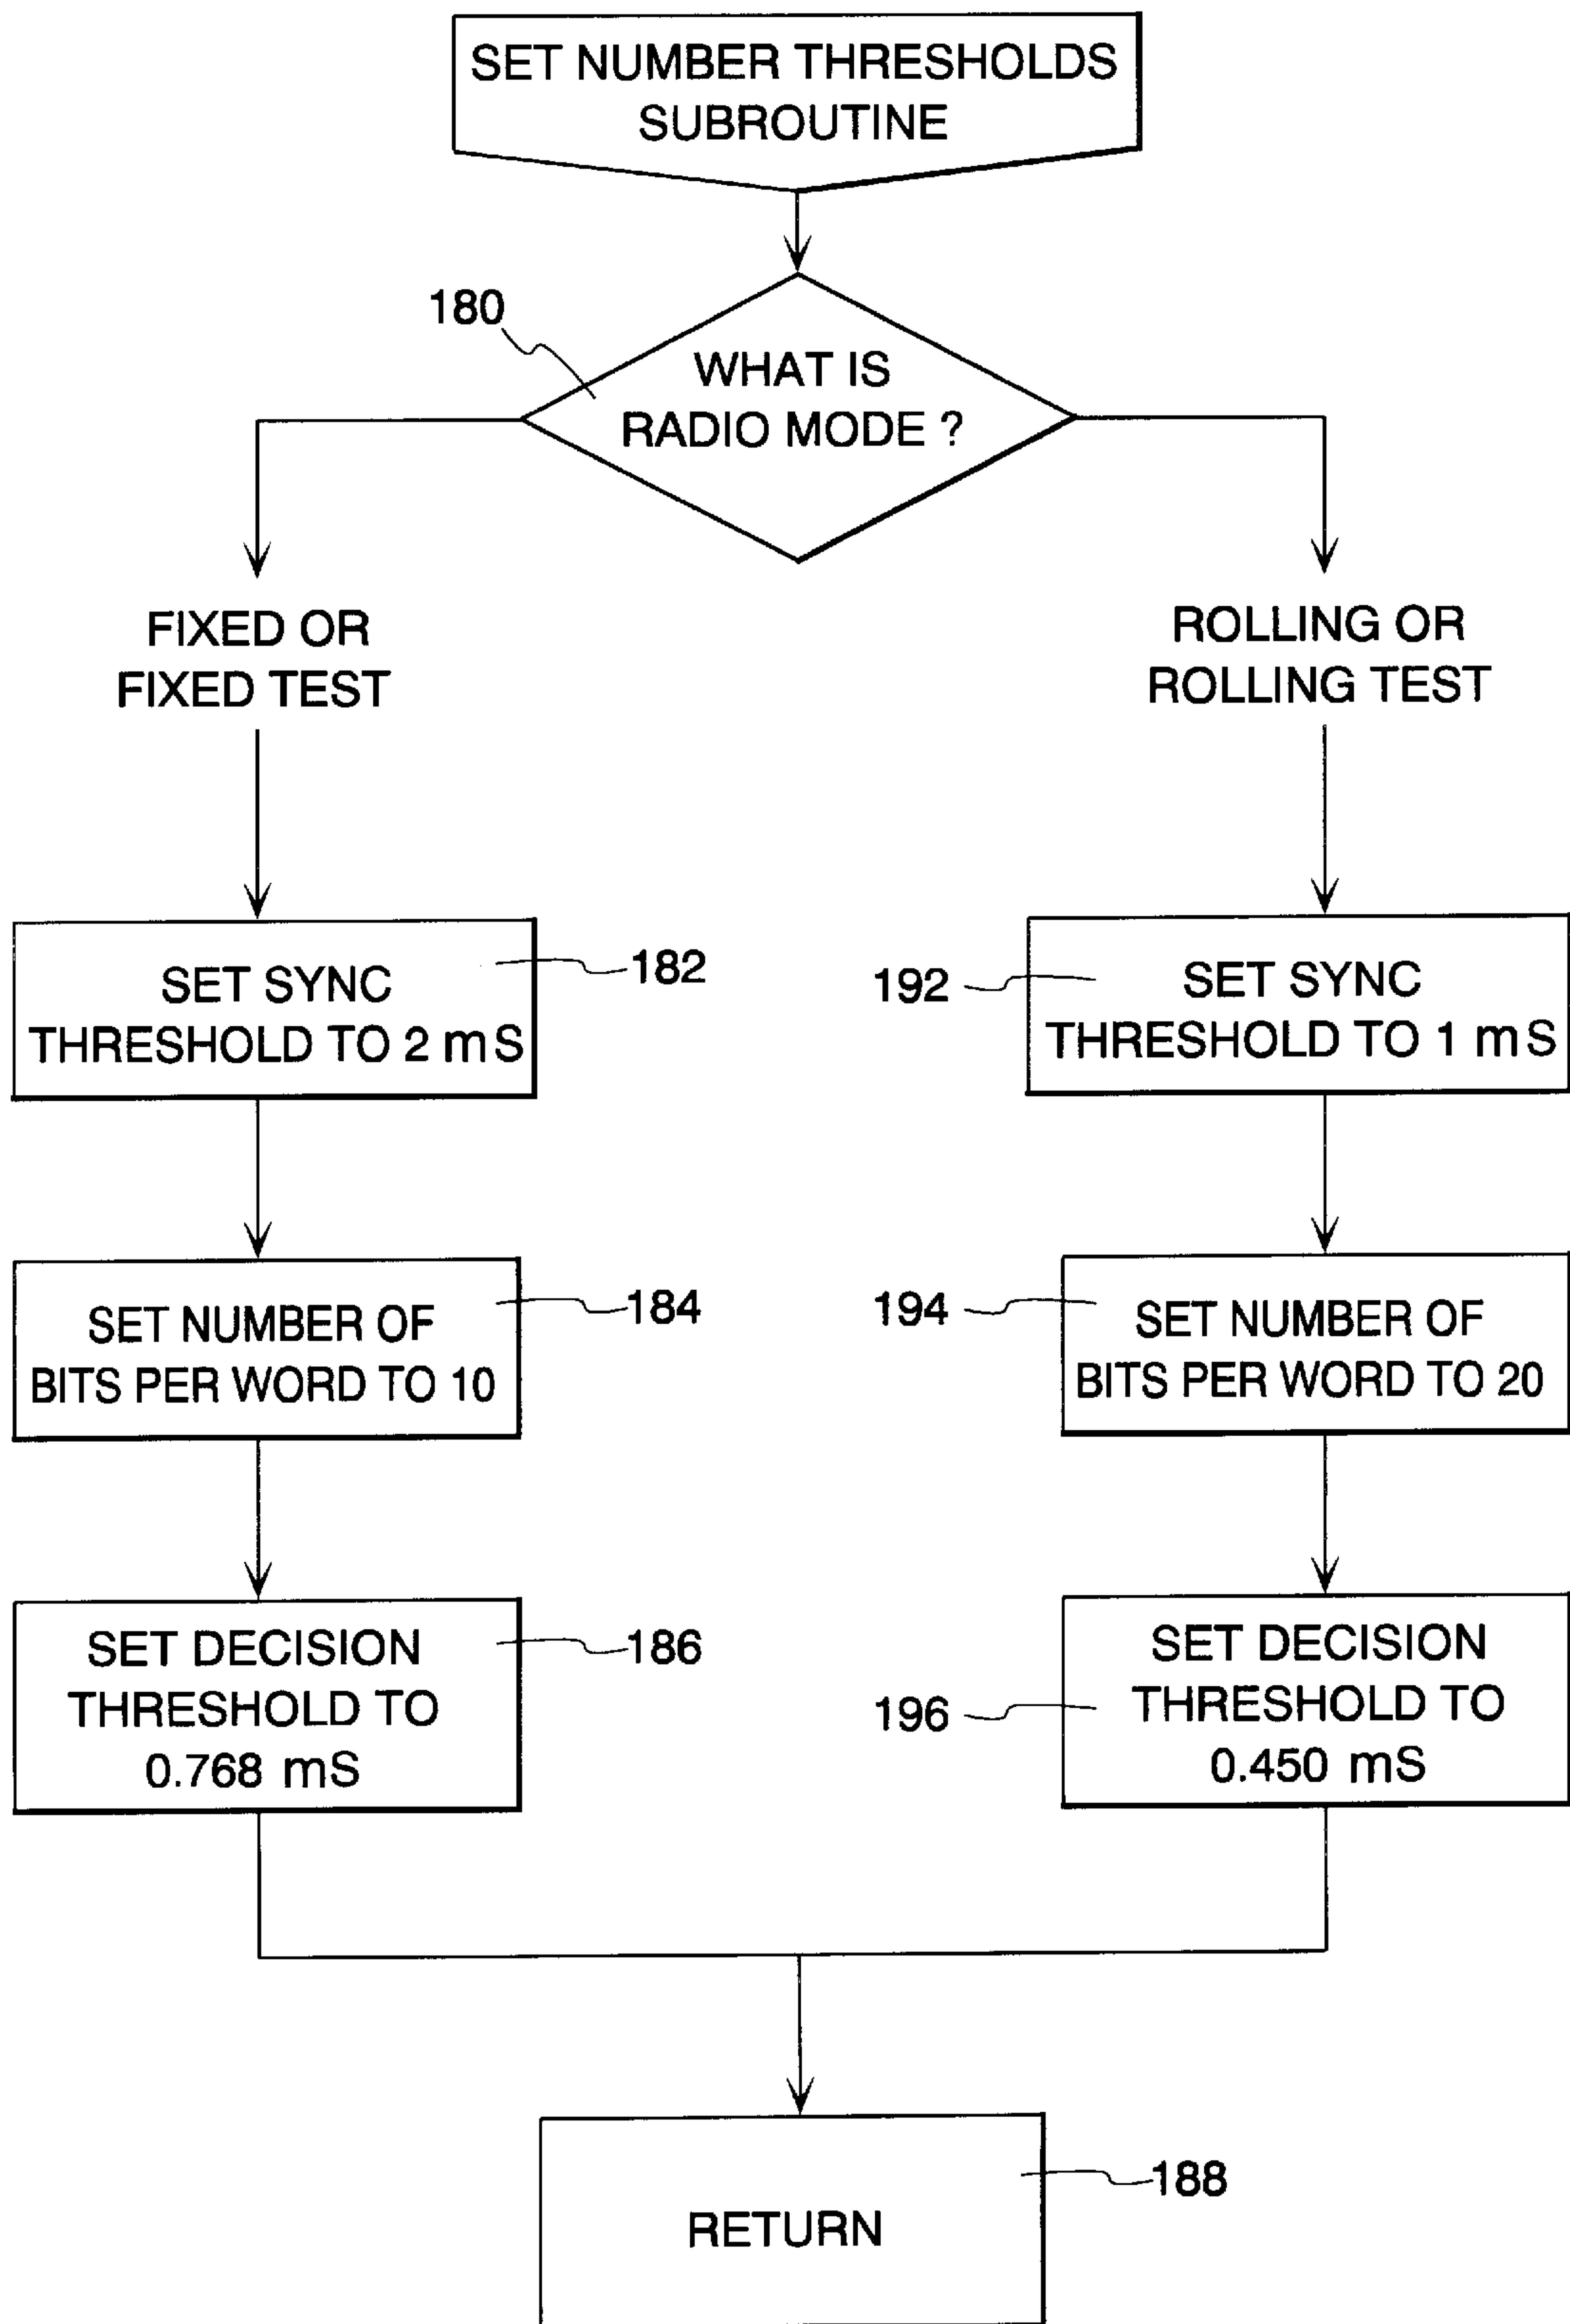 SET NUMBER THRESHOLDS
SUBROUTINE
180
WHAT IS
RADIO MODE ?
FIXED OR
FIXED TEST
ROLLING OR
ROLLING TEST
SET SYNC
THRESHOLD TO 2 mS
182
192
SET SYNC
THRESHOLD TO 1 mS
SET NUMBER OF
BITS PER WORD TO 10
184
194
SET NUMBER OF
BITS PER WORD TO 20
SET DECISION
THRESHOLD TO
0.768 mS
186
196
SET DECISION
THRESHOLD TO
0.450 mS
RETURN
188